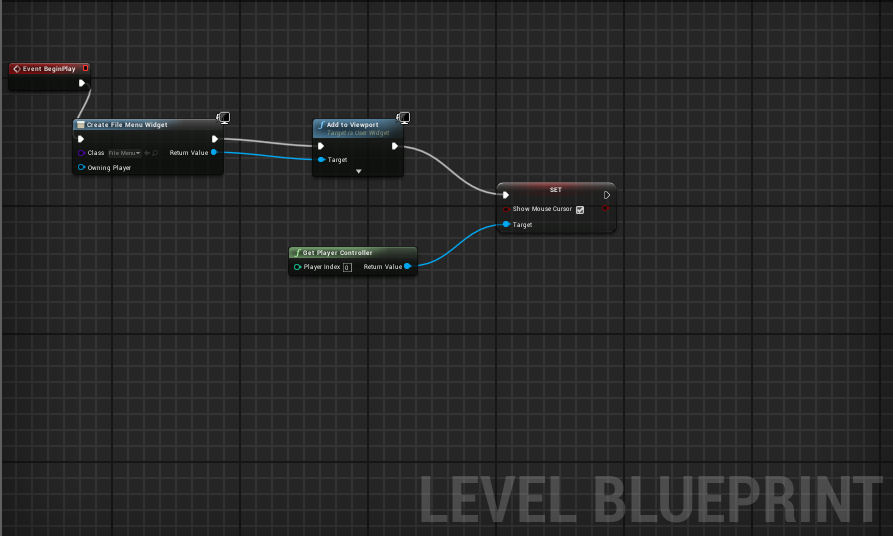 Event BeginPlay
Create File Menu Widget
Class File Menu Return Value
Owning Player
Add to Viewport
Target is User Widget
Target
SET
Show Mouse Cursor
Target
Get Player Controller
Player Index 0 Return Value
LEVEL BLUEPRINT